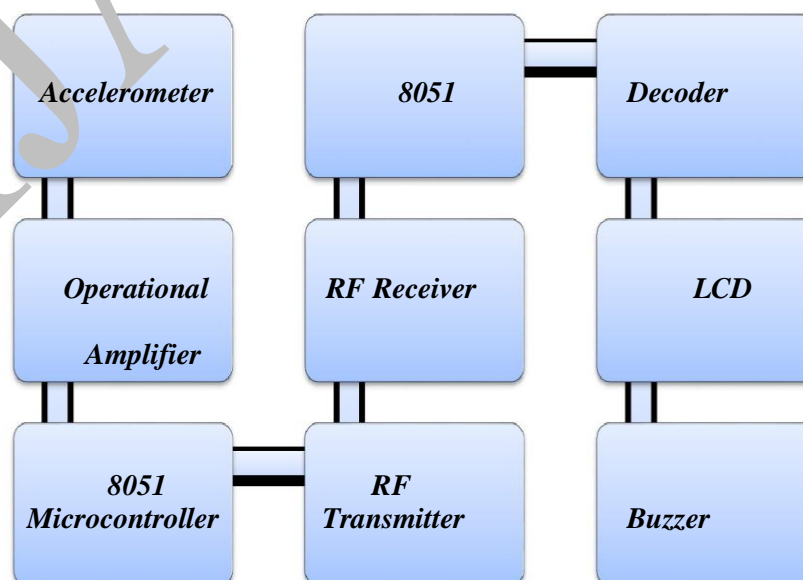 Accelerometer
Operational
Amplifier
8051
Microcontroller
RF
Transmitter
RF Receiver
8051
Decoder
LCD
Buzzer